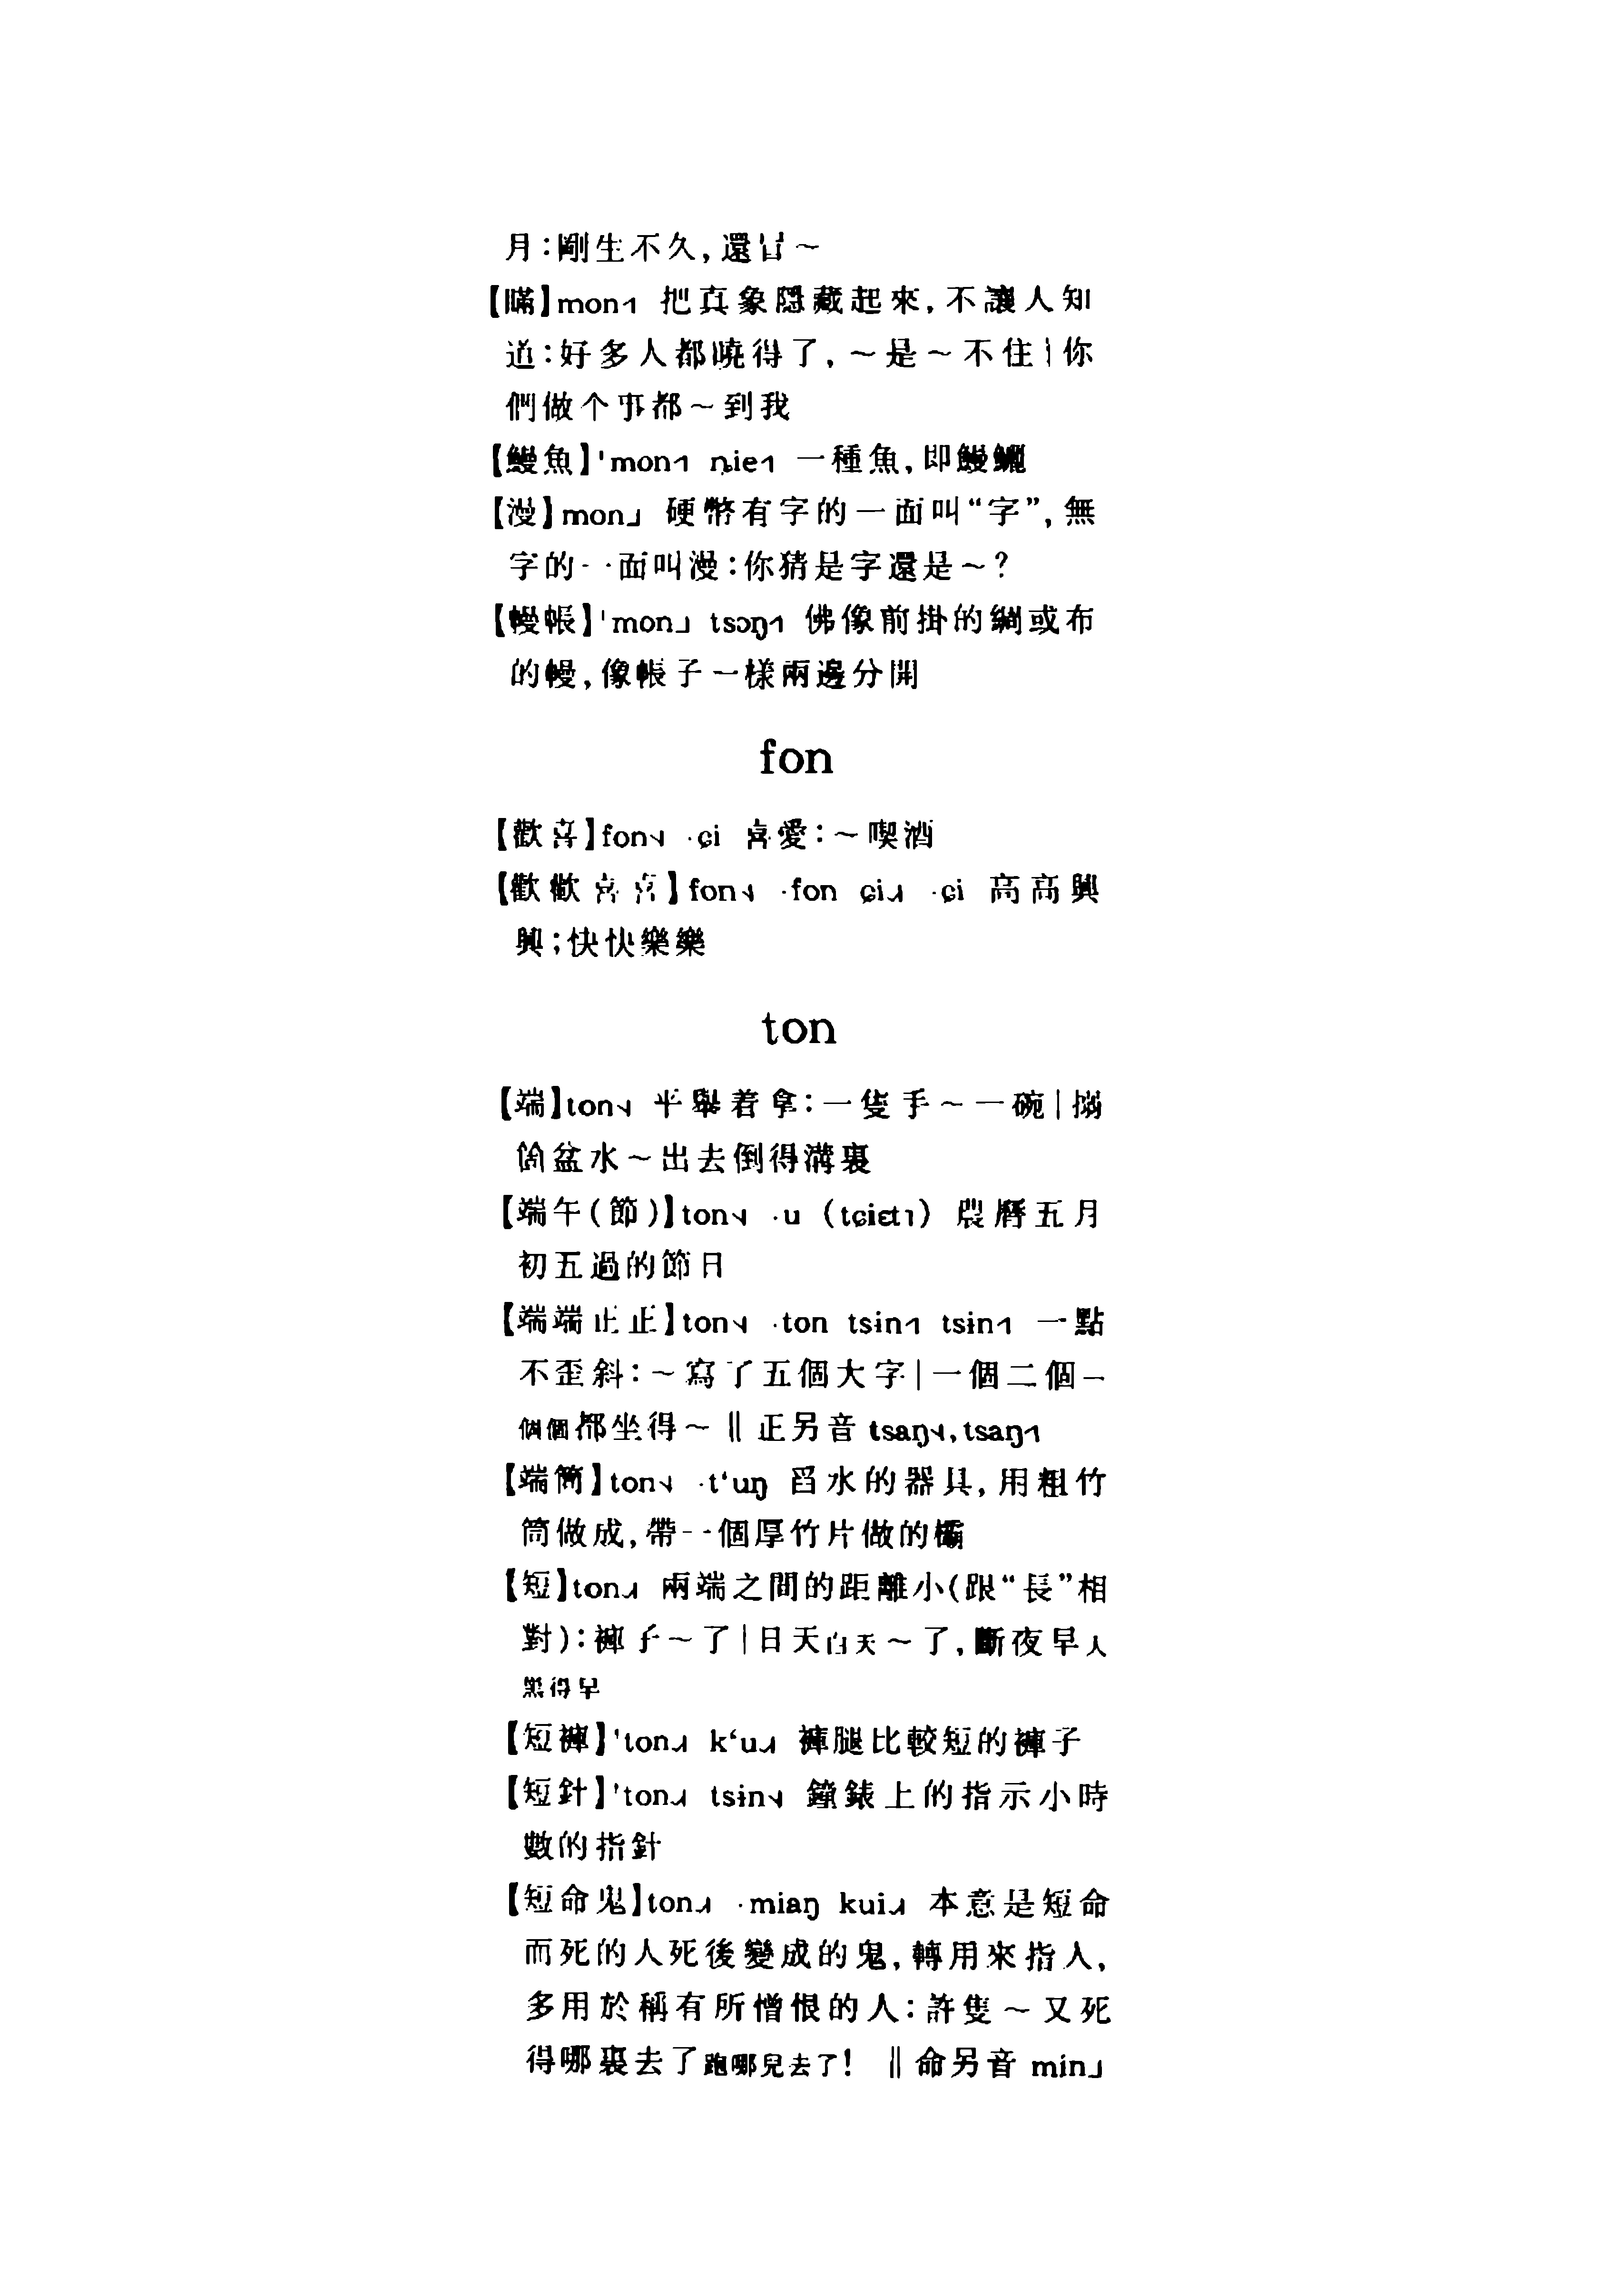 月：剛生不久，還冇～
【瞞】mon˧˥ 把真象隱藏起來，不讓人知
道：好多人都曉得了，～是～不住｜你
們做个事都～到我
【鰻魚】'mon˧˥ ȵie˧˥ 一種魚，即鰻鱺
【漫】mon˩ 硬幣有字的一面叫“字”，無
字的一面叫漫：你猜是字還是～？
【幔帳】'mon˩ tsɔŋ˧˥ 佛像前掛的綢或布
的幔，像帳子一樣兩邊分開
fon
【歡喜】fon˦˨ ·ɕi 喜愛：～喫酒
【歡歡喜喜】fon˦˨ ·fon ɕi˨˩˧ ·ɕi 高高興
興；快快樂樂
ton
【端】ton˦˨ 平舉着拿：一隻手～一碗｜搦
箇盆水～出去倒得溝裏
【端午(節)】ton˦˨ ·u (tɕiɛt˥) 農曆五月
初五過的節日
【端端正正】ton˦˨ ·ton tsin˧˥ tsin˧˥ 一點
不歪斜：～寫了五個大字｜一個二個一
個個都坐得～‖正另音 tsaŋ˦˨，tsaŋ˧˥
【端筒】ton˦˨ ·t‘uŋ 舀水的器具，用粗竹
筒做成，帶一個厚竹片做的欛
【短】ton˨˩˧ 兩端之間的距離小(跟“長”相
對)：褲子～了｜日天白天～了，斷夜早天
黑得早
【短褲】'ton˨˩˧ k‘u˨˩˧ 褲腿比較短的褲子
【短針】'ton˨˩˧ tsin˦˨ 鐘錶上的指示小時
數的指針
【短命鬼】ton˨˩˧ ·miaŋ kui˨˩˧ 本意是短命
而死的人死後變成的鬼，轉用來指人，
多用於稱有所憎恨的人：許隻～又死
得哪裏去了跑哪兒去了！‖命另音 min˩